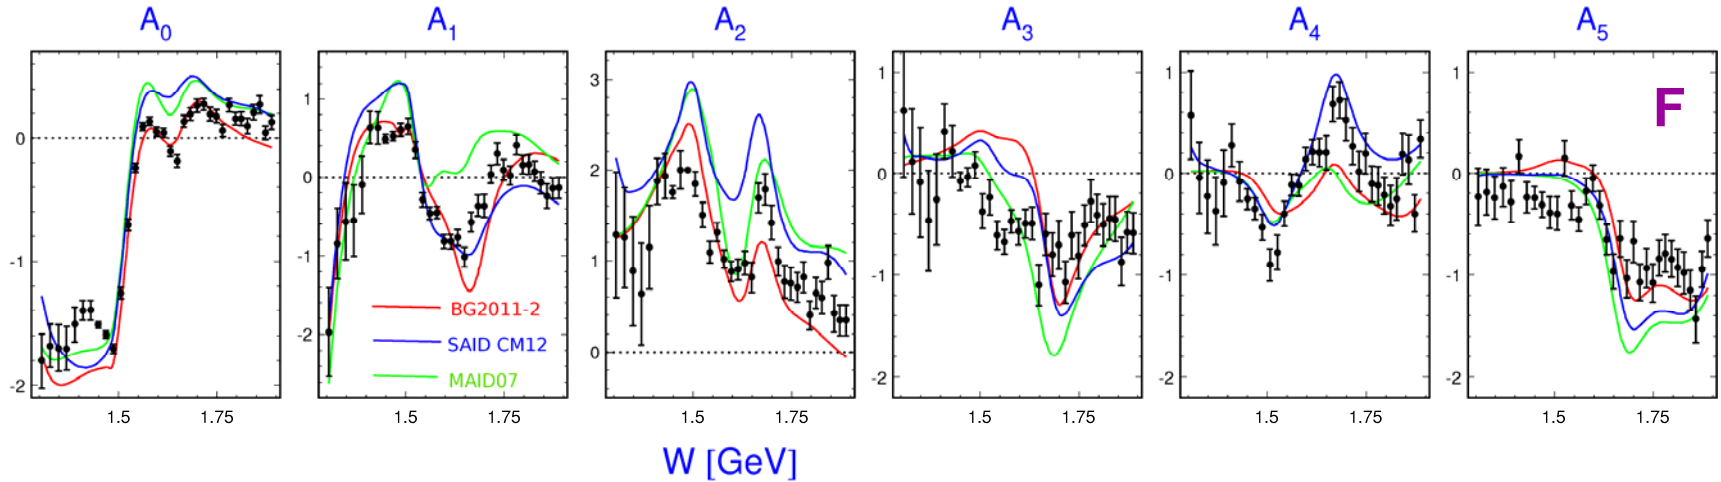 A0 A1 A2 A3 A4 A5
0 -1 -2 1.5 1.75
1 0 -1 -2 1.5 1.75
BG2011-2
SAID CM12
MAID07
3 2 1 0 1.5 1.75
1 0 -1 -2 1.5 1.75
1 0 -1 -2 1.5 1.75
1 0 -1 -2 1.5 1.75
F
W [GeV]